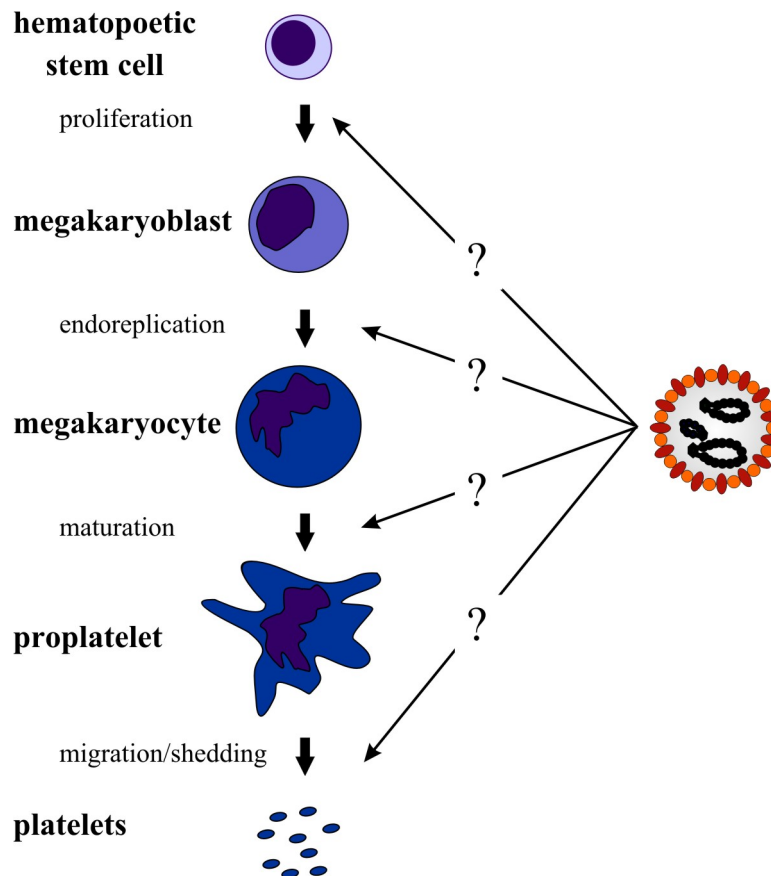 hematopoetic
stem cell
proliferation
megakaryoblast
?
endoreplication
?
megakaryocyte
?
maturation
?
proplatelet
migration/shedding
platelets